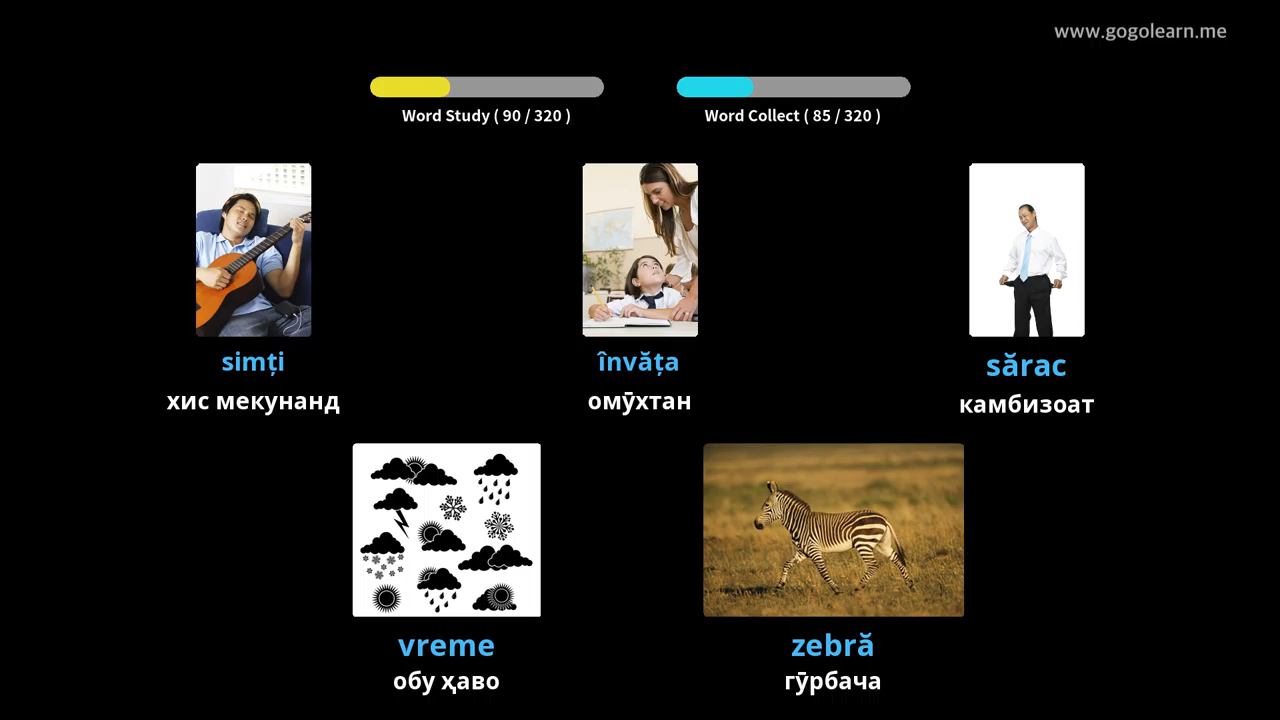 www.gogolearn.me
Word Study ( 90 / 320 )
Word Collect ( 85 / 320 )
simți
învăța
sărac
хис мекунанд
омӯхтан
камбизоат
vreme
zebră
обу ҳаво
гӯрбача